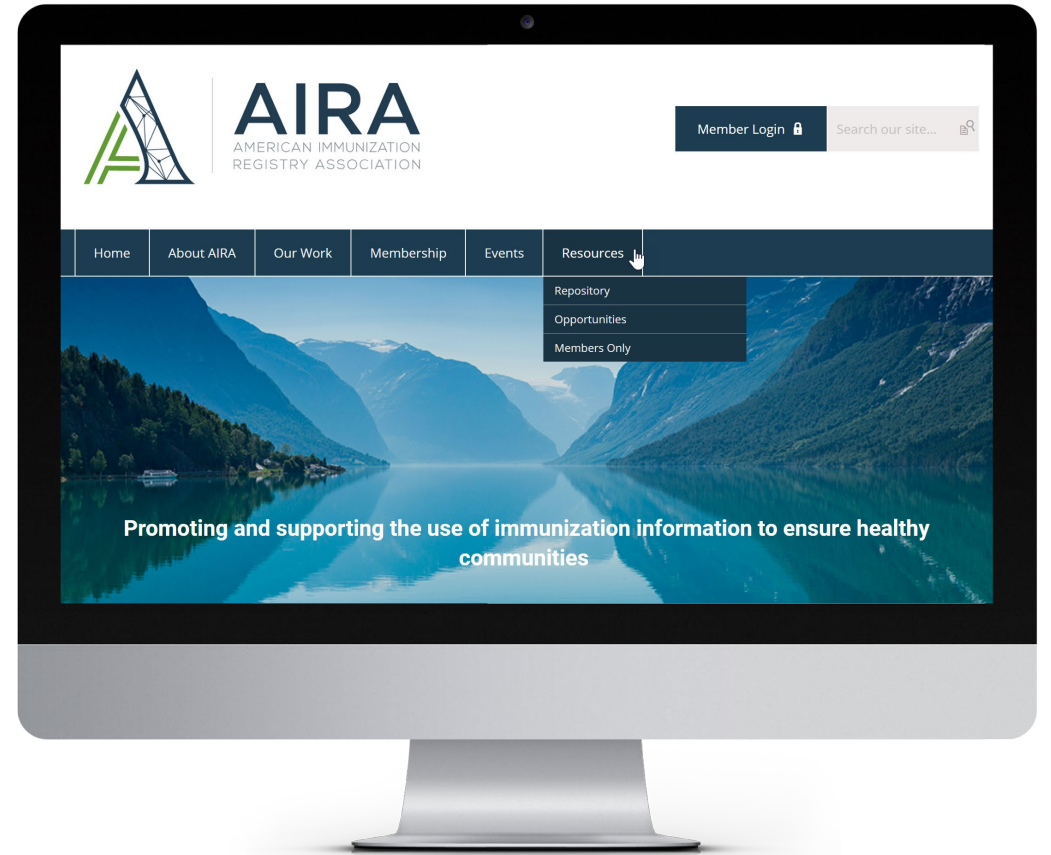 AIRA
AMERICAN IMMUNIZATION
REGISTRY ASSOCIATION
Member Login
Search our site...
Home
About AIRA
Our Work
Membership
Events
Resources
Repository
Opportunities
Members Only
Promoting and supporting the use of immunization information to ensure healthy
communities